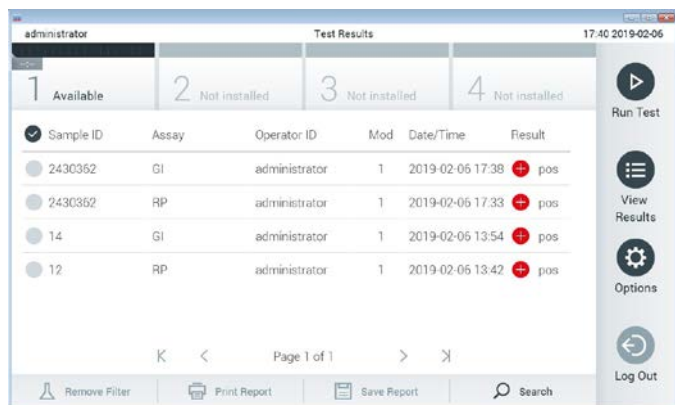 administrator Test Results 17:40 2019-02-06
1 Available 2 Not installed 3 Not installed 4 Not installed
Run Test
Sample ID Assay Operator ID Mod Date/Time Result
2430362 GI administrator 1 2019-02-06 17:38 pos
2430362 RP administrator 1 2019-02-06 17:33 pos
View
Results
14 GI administrator 1 2019-02-06 13:54 pos
12 RP administrator 1 2019-02-06 13:42 pos
Options
Page 1 of 1
Log Out
Remove Filter Print Report Save Report Search